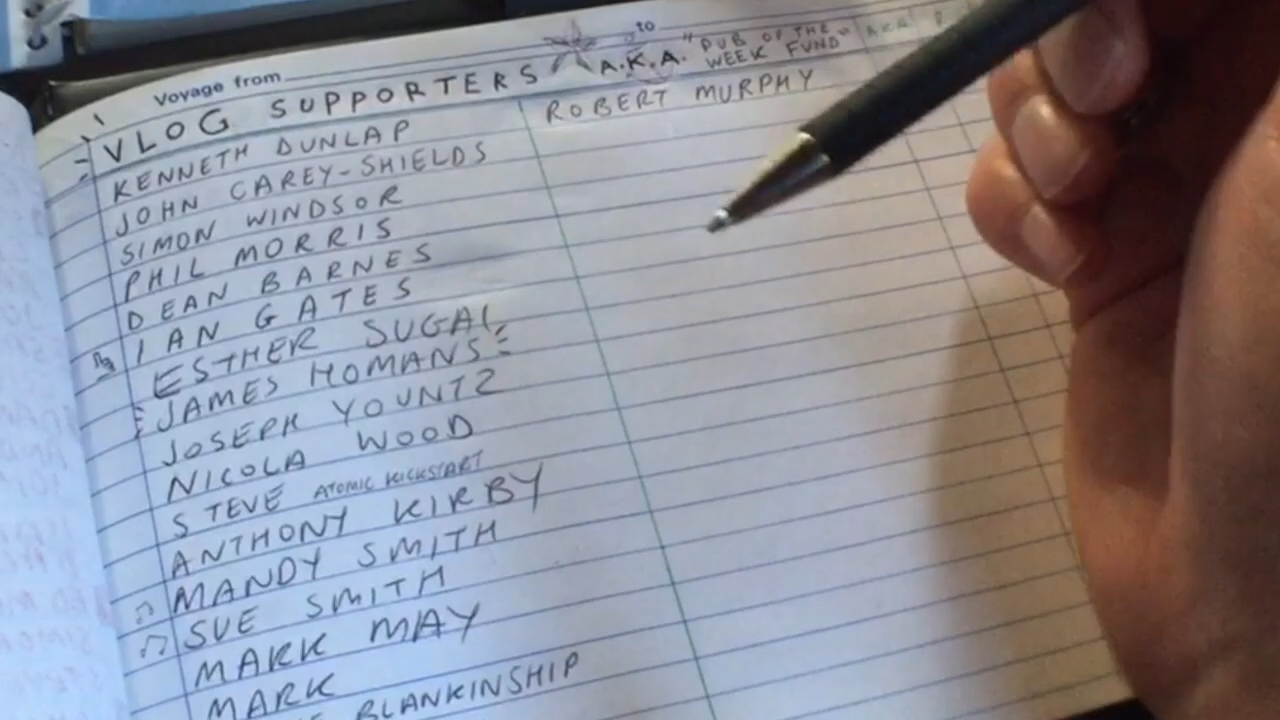 Voyage from to
VLOG SUPPORTERS A.K.A. "PUB OF THE WEEK FUND" AKA
KENNETH DUNLAP
JOHN CAREY-SHIELDS
SIMON WINDSOR
PHIL MORRIS
DEAN BARNES
IAN GATES
ESTHER SUGAI
JAMES HOMANS
JOSEPH YOUNTZ
NICOLA WOOD
STEVE ATOMIC KICKSTART
ANTHONY KIRBY
MANDY SMITH
SUE SMITH
MARK MAY
MARK
BLANKINSHIP
ROBERT MURPHY